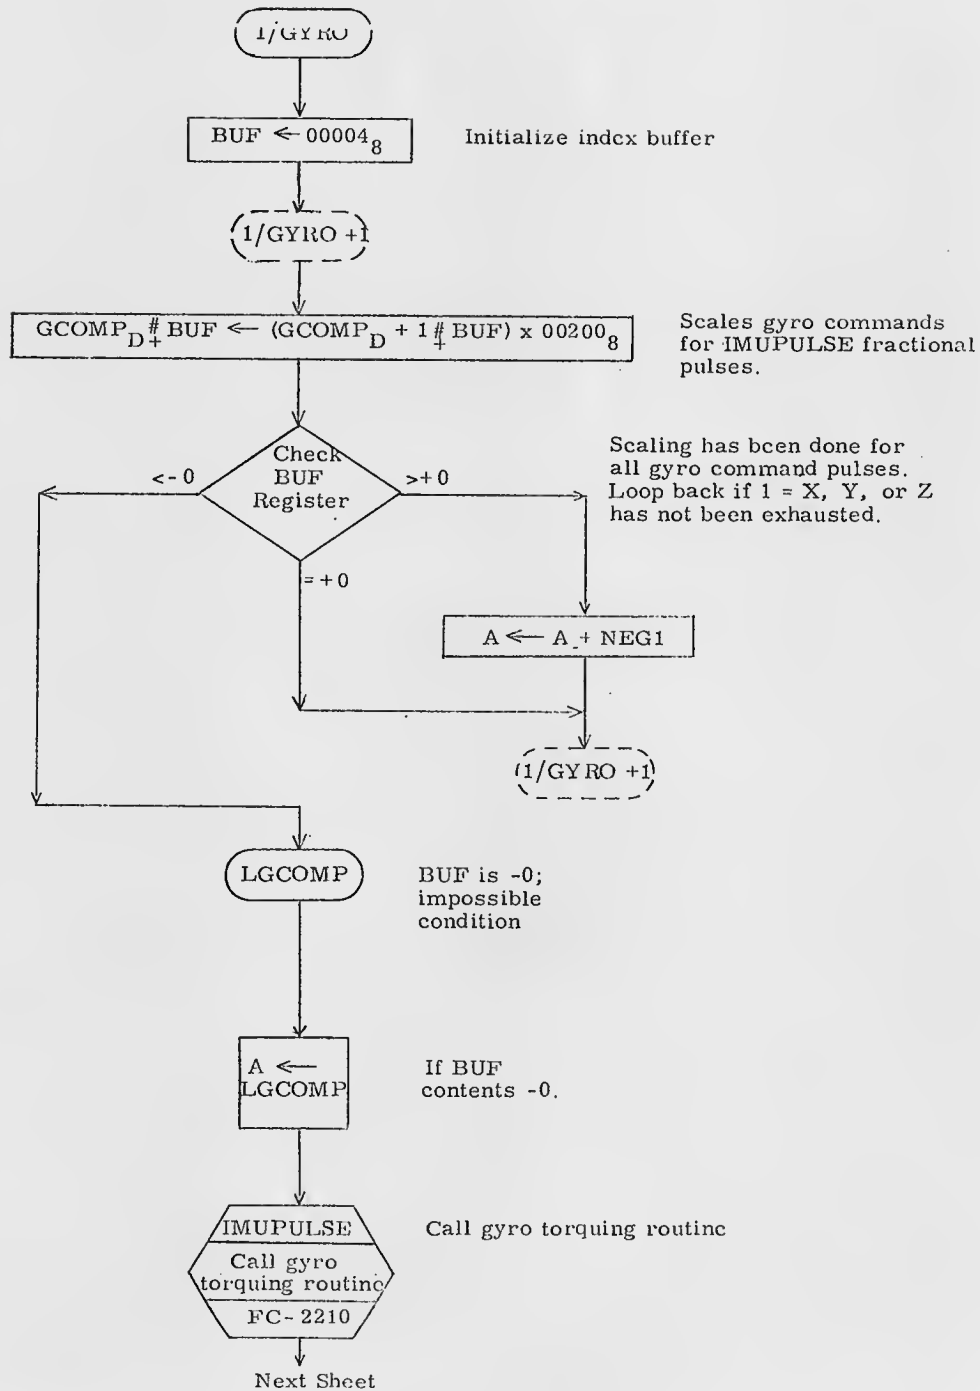 1/GYRO
BUF ← 00004₈
Initialize index buffer
1/GYRO +1
GCOMP_D # + BUF ← (GCOMP_D + 1 # + BUF) x 00200₈
Scales gyro commands
for IMUPULSE fractional
pulses.
Check
BUF
Register
<-0
>+0
=+0
Scaling has been done for
all gyro command pulses.
Loop back if 1 = X, Y, or Z
has not been exhausted.
A ← A + NEG1
1/GYRO +1
LGCOMP
BUF is -0;
impossible
condition
A ←
LGCOMP
If BUF
contents -0.
IMUPULSE
Call gyro
torquing routine
FC-2210
Call gyro torquing routine
Next Sheet